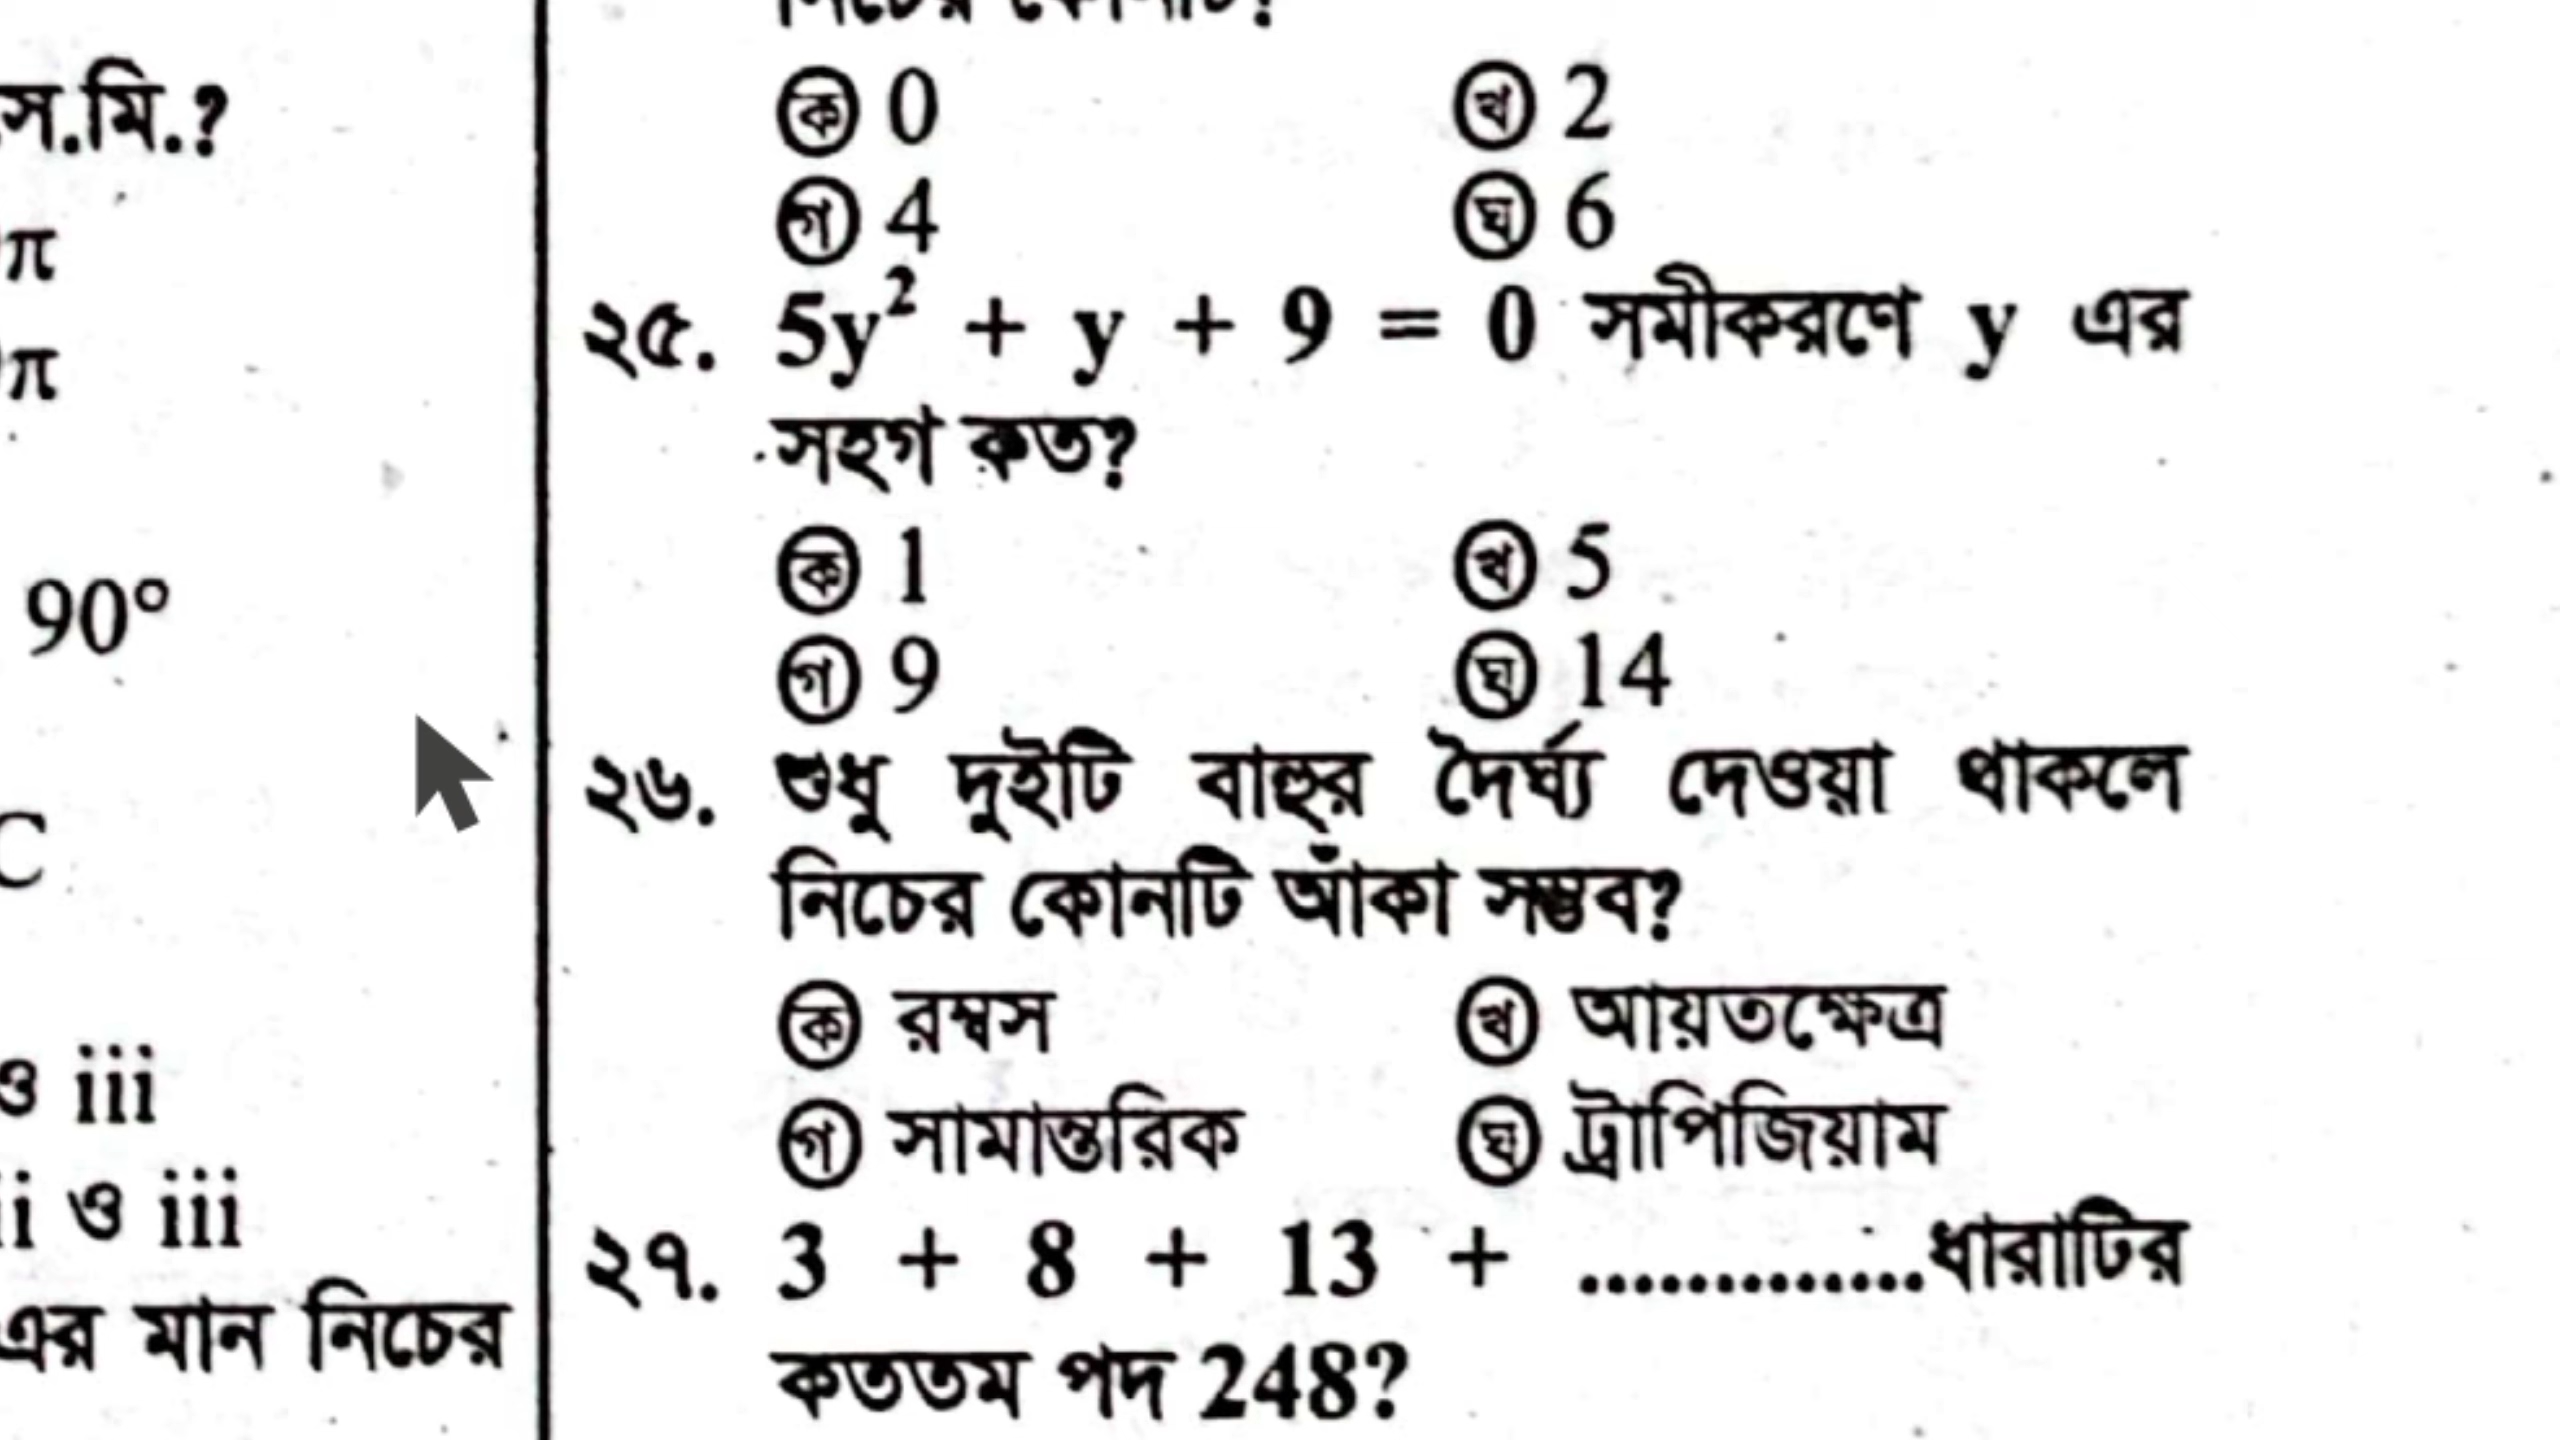 স.মি.?
π
π
90°
C
ও iii
ii ও iii
এর মান নিচের
নিচের কোনটি?
ক 0 খ 2
গ 4 ঘ 6
২৫. 5y² + y + 9 = 0 সমীকরণে y এর
সহগ কত?
ক 1 খ 5
গ 9 ঘ 14
২৬. শুধু দুইটি বাহুর দৈর্ঘ্য দেওয়া থাকলে
নিচের কোনটি আঁকা সম্ভব?
ক রম্বস খ আয়তক্ষেত্র
গ সামান্তরিক ঘ ট্রাপিজিয়াম
২৭. 3 + 8 + 13 + .............ধারাটির
কততম পদ 248?